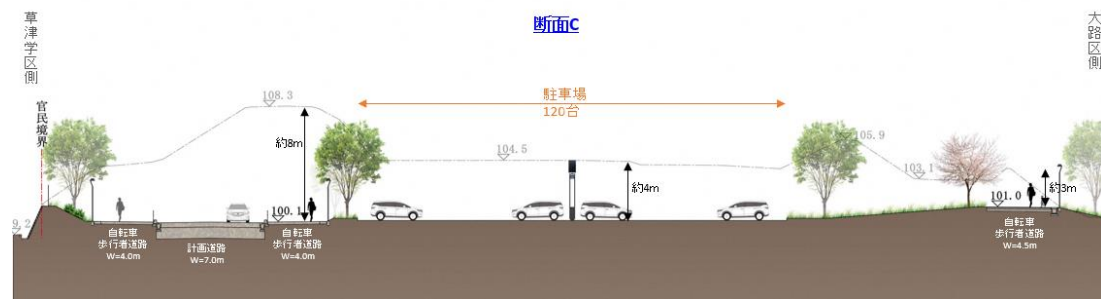 断面C
草津学区側
大路区側
官民境界
108.3
駐車場
120台
約8m
104.5
105.9
103.1
約4m
約3m
100.1
101.0
9.2
自転車
歩行者道路
W=4.0m
計画道路
W=7.0m
自転車
歩行者道路
W=4.0m
自転車
歩行者道路
W=4.5m